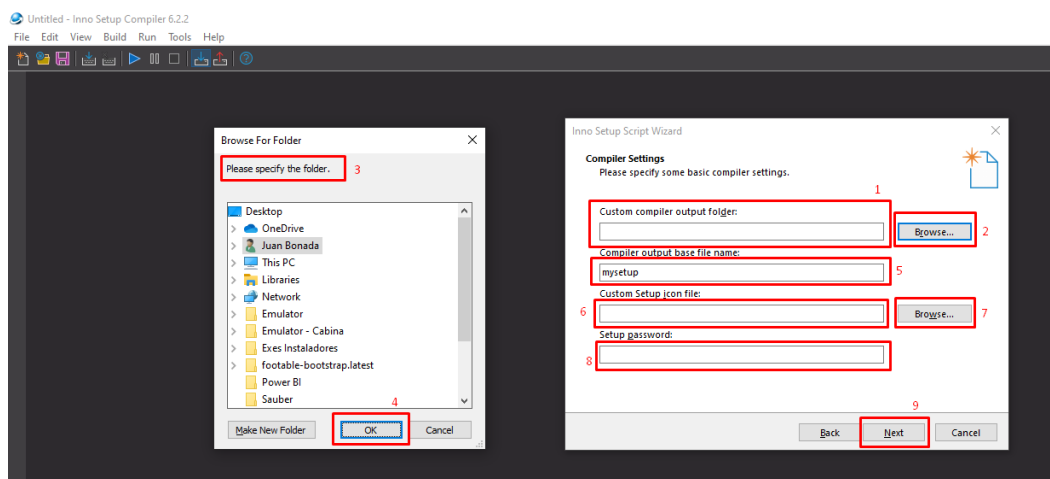 Untitled - Inno Setup Compiler 6.2.2
File Edit View Build Run Tools Help
Browse For Folder
Please specify the folder. 3
Desktop
OneDrive
Juan Bonada
This PC
Libraries
Network
Emulator
Emulator - Cabina
Exes Instaladores
footable-bootstrap.latest
Power BI
Sauber
4
Make New Folder OK Cancel
Inno Setup Script Wizard
Compiler Settings
Please specify some basic compiler settings.
1
Custom compiler output folder:
Browse... 2
Compiler output base file name:
mysetup 5
Custom Setup icon file:
6 Browse... 7
Setup password:
8
9
Back Next Cancel